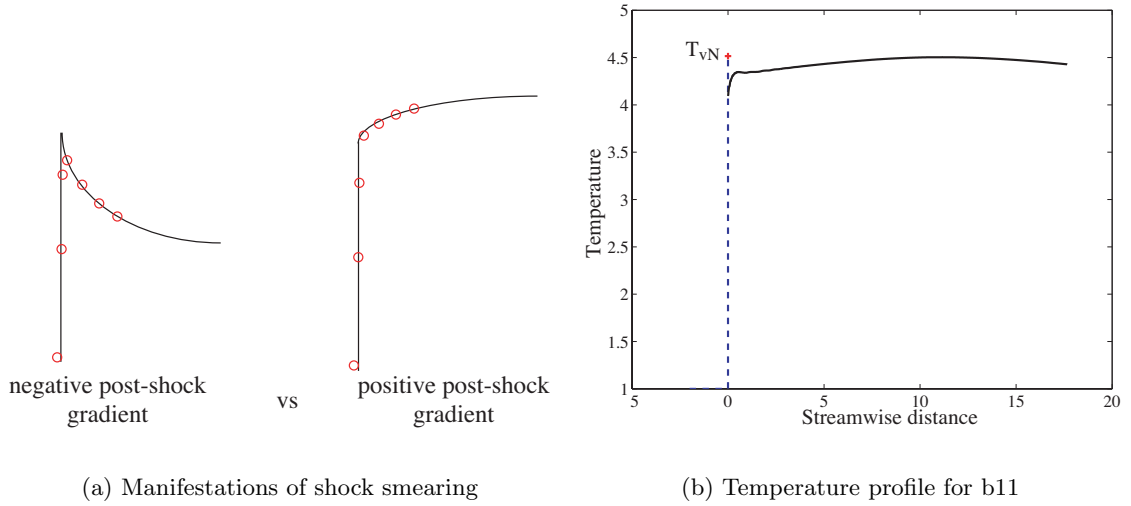 negative post-shock
gradient
vs
positive post-shock
gradient
(a) Manifestations of shock smearing
5
4.5
4
3.5
3
2.5
2
1.5
1
Temperature
TvN
5
0
5
10
15
20
Streamwise distance
(b) Temperature profile for b11